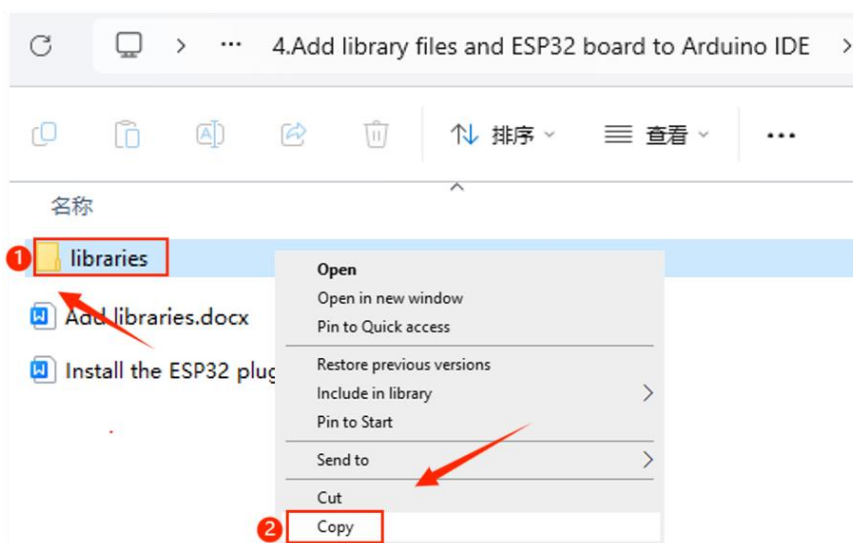 4.Add library files and ESP32 board to Arduino IDE
排序
查看
名称
1
libraries
Add libraries.docx
Install the ESP32 plug
Open
Open in new window
Pin to Quick access
Restore previous versions
Include in library
Pin to Start
Send to
Cut
2 Copy